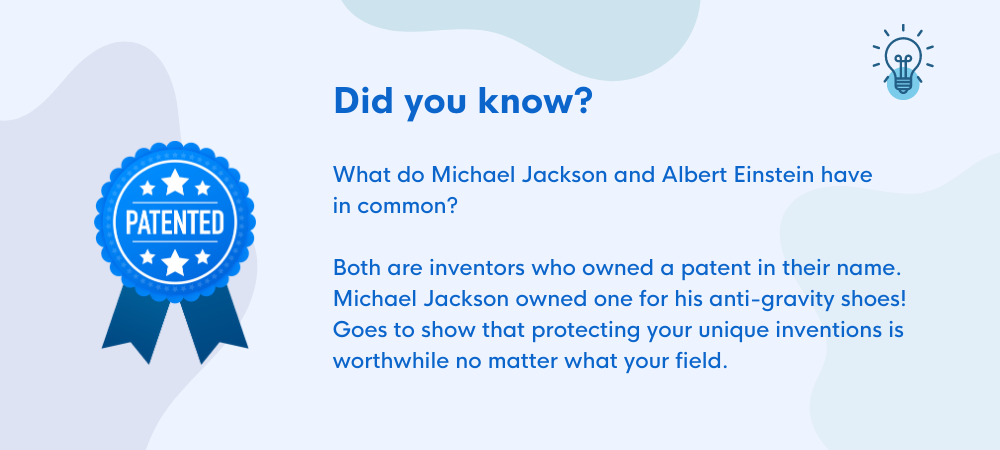 Did you know?
PATENTED
What do Michael Jackson and Albert Einstein have
in common?
Both are inventors who owned a patent in their name.
Michael Jackson owned one for his anti-gravity shoes!
Goes to show that protecting your unique inventions is
worthwhile no matter what your field.